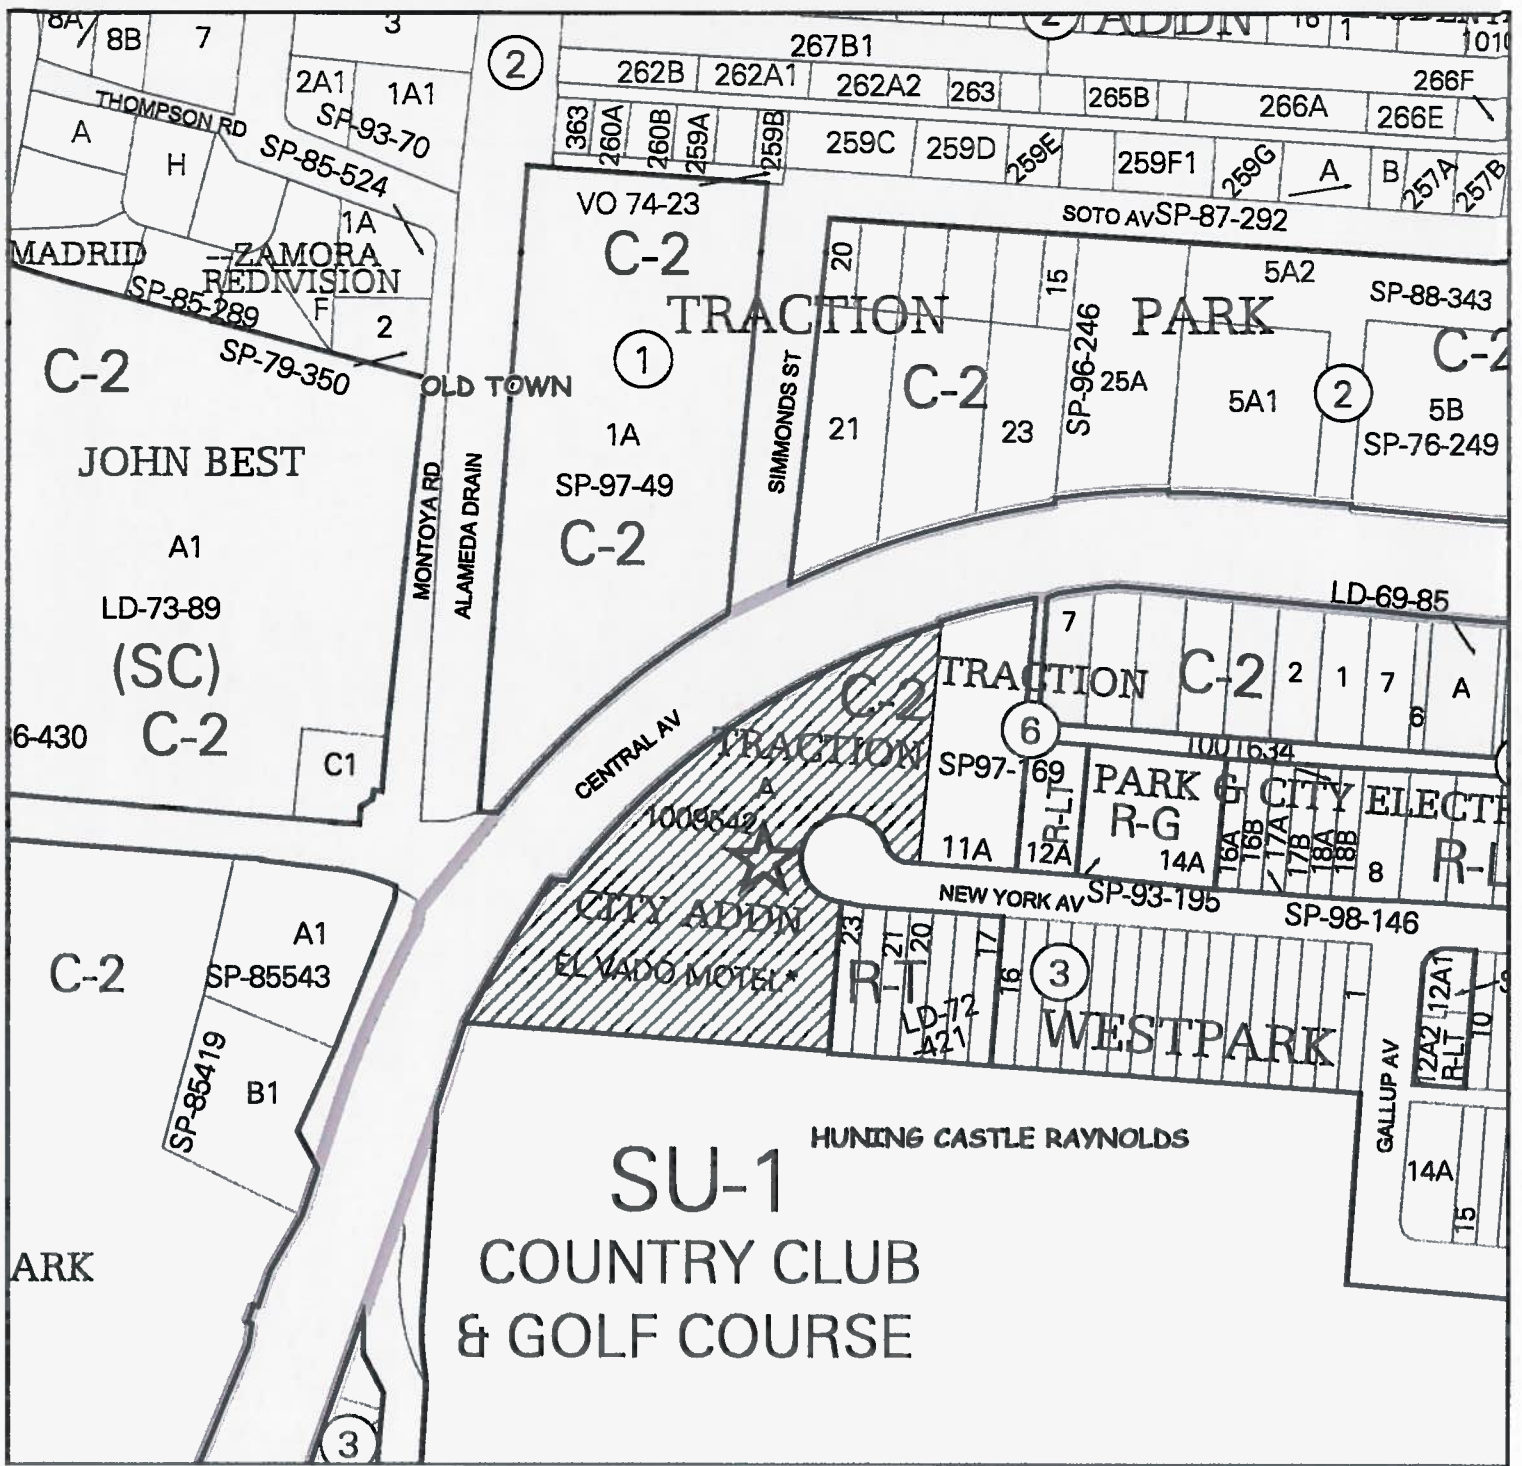 8A
8B
7
3
2
ADDN
16
1
267B1
262B
262A1
262A2
263
265B
266A
266F
266E
2A1
1A1
SP-93-70
THOMPSON RD
SP-85-524
A
H
1A
363
260A
260B
259A
259B
259C
259D
259E
259F1
259G
A
B
257A
257B
VO 74-23
C-2
SOTO AV
SP-87-292
MADRID
ZAMORA
REDIVISION
SP-85-289
F
2
SP-79-350
C-2
OLD TOWN
TRACTION
PARK
20
15
5A2
SP-88-343
C-2
1
C-2
SP-96-246
25A
5A1
2
5B
SP-76-249
21
23
SIMMONDS ST
JOHN BEST
1A
SP-97-49
C-2
MONTOYA RD
ALAMEDA DRAIN
A1
LD-73-89
(SC)
C-2
6-430
C1
LD-69-85
7
TRACTION
C-2
2
1
7
6
A
C-2
CENTRAL AV
TRACTION
A
1009642
6
1001634
SP97-169
R-LT
PARK
R-G
G CITY ELECT
16A
16B
17A
17B
18A
18B
8
11A
12A
14A
NEW YORK AV
SP-93-195
SP-98-146
CITY ADDN
EL VADO MOTEL*
23
21
20
17
16
R-T
LD-72
-421
3
WESTPARK
1
12A1
12A2
R-LT
10
GALLUP AV
14A
15
C-2
A1
SP-85543
SP-85419
B1
HUNING CASTLE RAYNOLDS
SU-1
COUNTRY CLUB
& GOLF COURSE
ARK
3